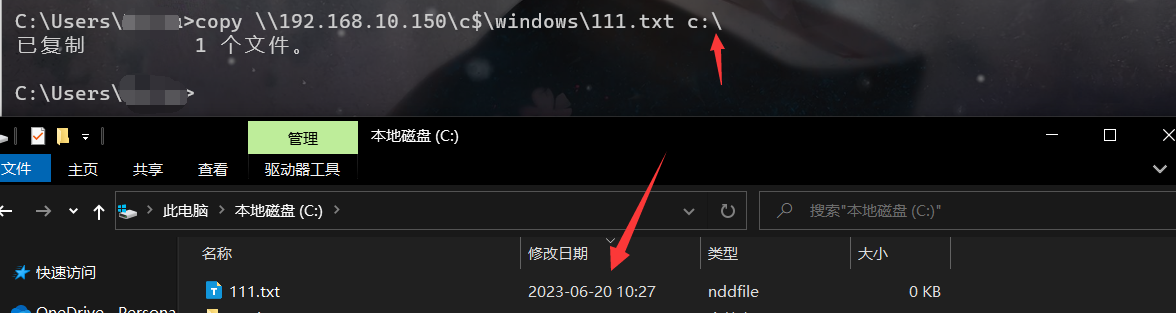 C:\Users\ >copy \\192.168.10.150\c$\windows\111.txt c:\
已复制         1 个文件。
C:\Users\ >
管理 本地磁盘 (C:)
文件 主页 共享 查看 驱动器工具
此电脑 本地磁盘 (C:) 搜索"本地磁盘 (C:)"
名称 修改日期 类型 大小
快速访问
111.txt 2023-06-20 10:27 nddfile 0 KB
OneDrive - Persona